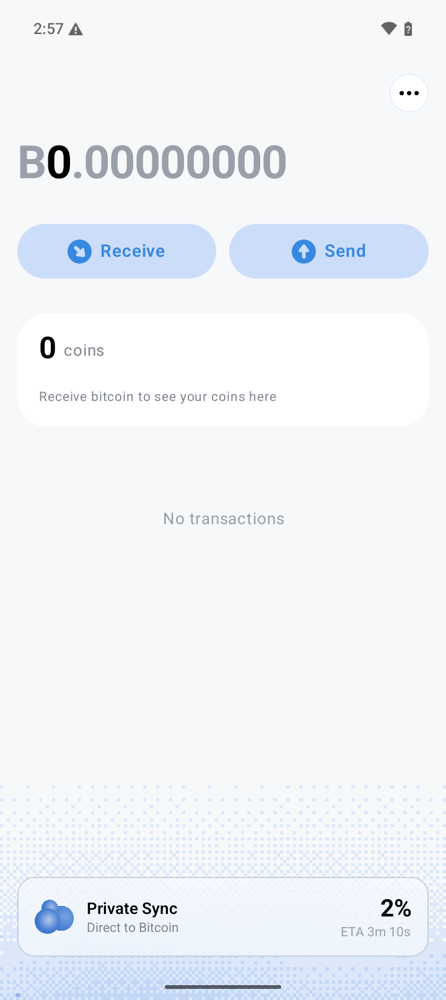 2:57
B0.00000000
Receive
Send
0 coins
Receive bitcoin to see your coins here
No transactions
Private Sync
2%
Direct to Bitcoin
ETA 3m 10s